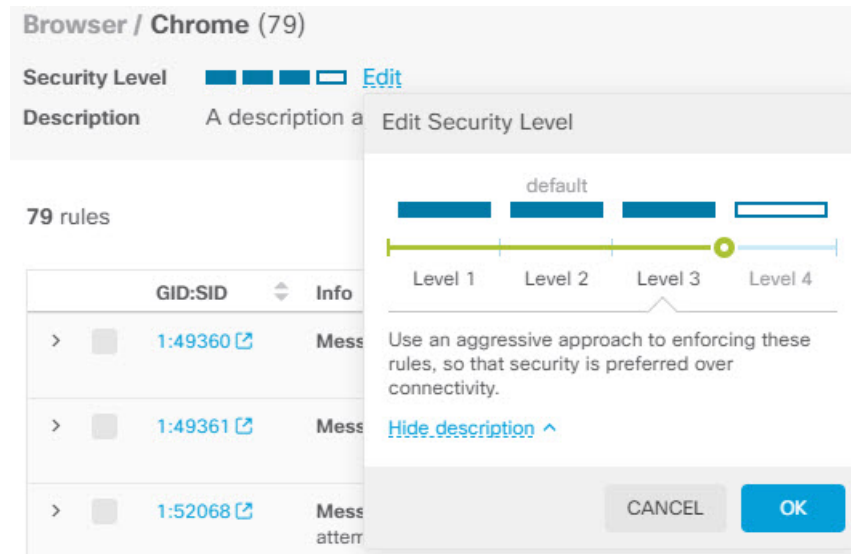 Browser / Chrome (79)
Security Level Edit
Description A description a
Edit Security Level
default
Level 1 Level 2 Level 3 Level 4
Use an aggressive approach to enforcing these
rules, so that security is preferred over
connectivity.
Hide description
CANCEL OK
79 rules
GID:SID Info
1:49360 Mess
1:49361 Mess
1:52068 Mess
attem